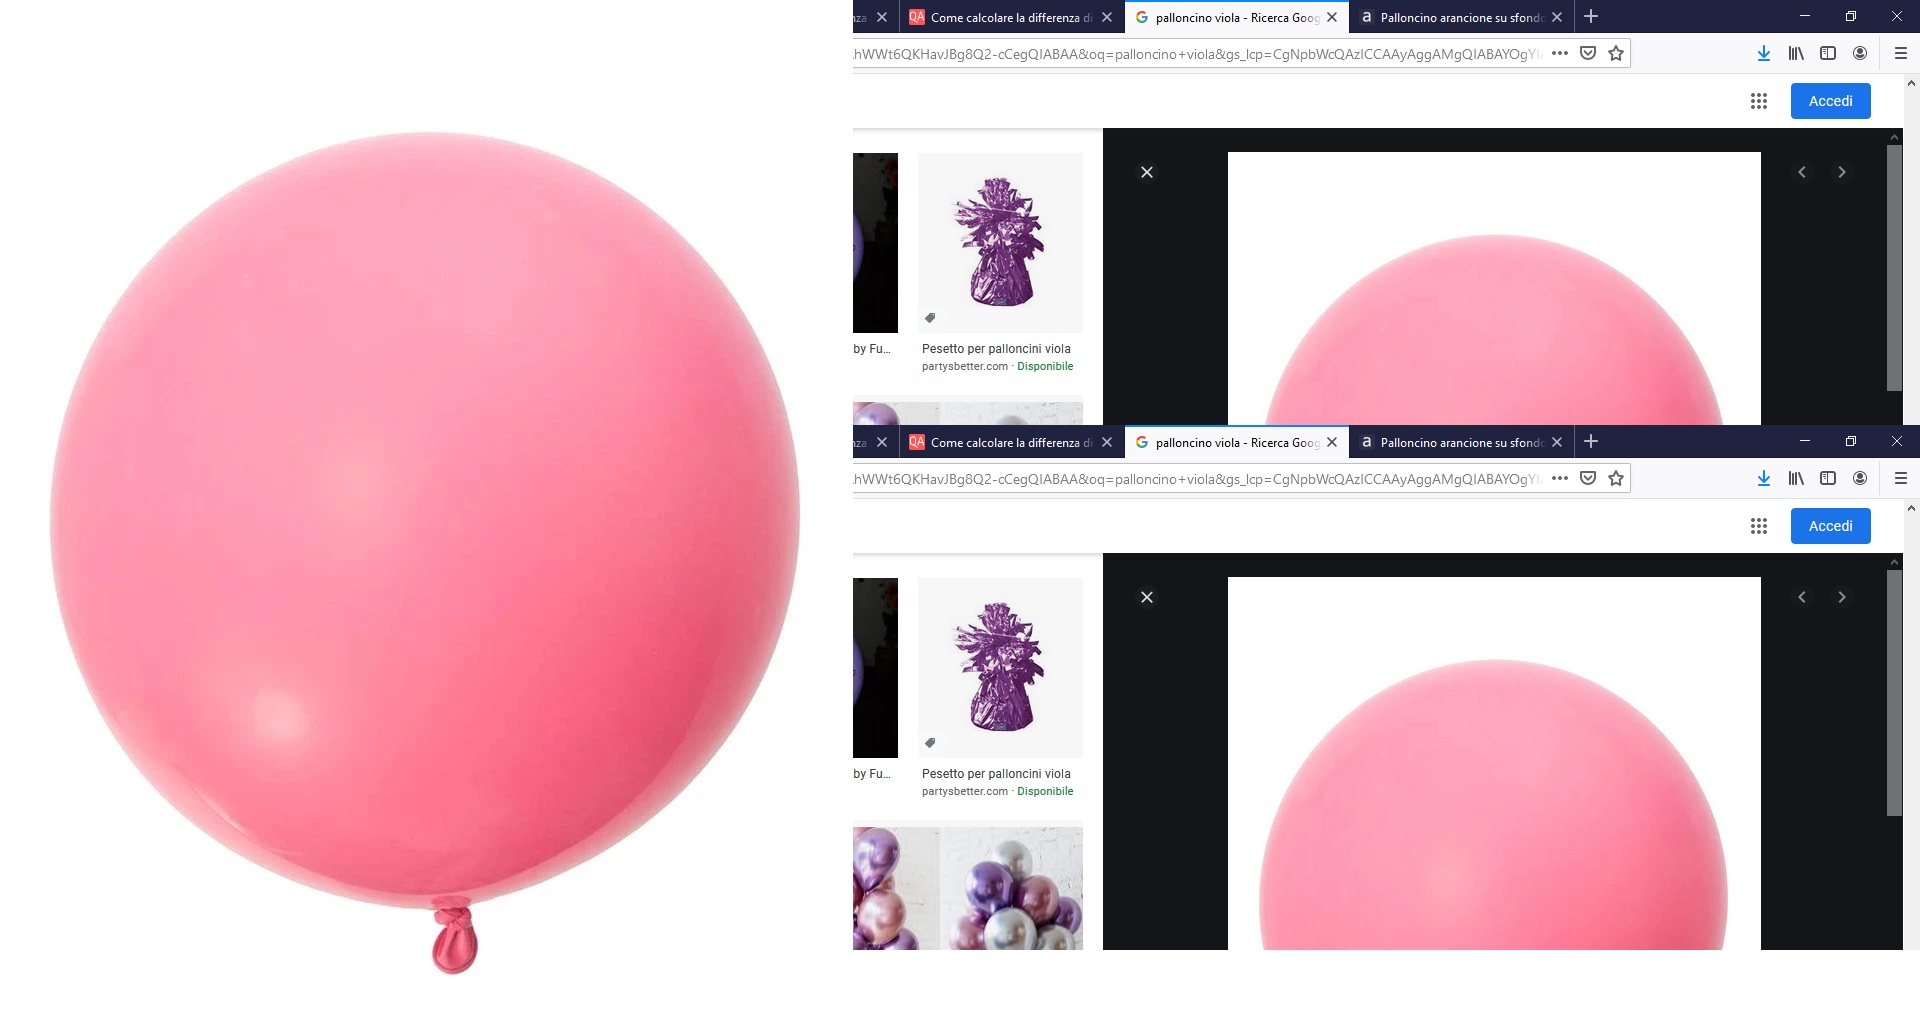 nza
QA Come calcolare la differenza di
G palloncino viola - Ricerca Goog
a Palloncino arancione su sfondo
hWWt6QKHavJBg8Q2-cCegQIABAA&oq=palloncino+viola&gs_lcp=CgNpbWcQAzICCAAyAggAMgQIABAYOgYI
Accedi
by Fu...
Pesetto per palloncini viola
partysbetter.com · Disponibile
nza
QA Come calcolare la differenza di
G palloncino viola - Ricerca Goog
a Palloncino arancione su sfondo
hWWt6QKHavJBg8Q2-cCegQIABAA&oq=palloncino+viola&gs_lcp=CgNpbWcQAzICCAAyAggAMgQIABAYOgYI
Accedi
by Fu...
Pesetto per palloncini viola
partysbetter.com · Disponibile